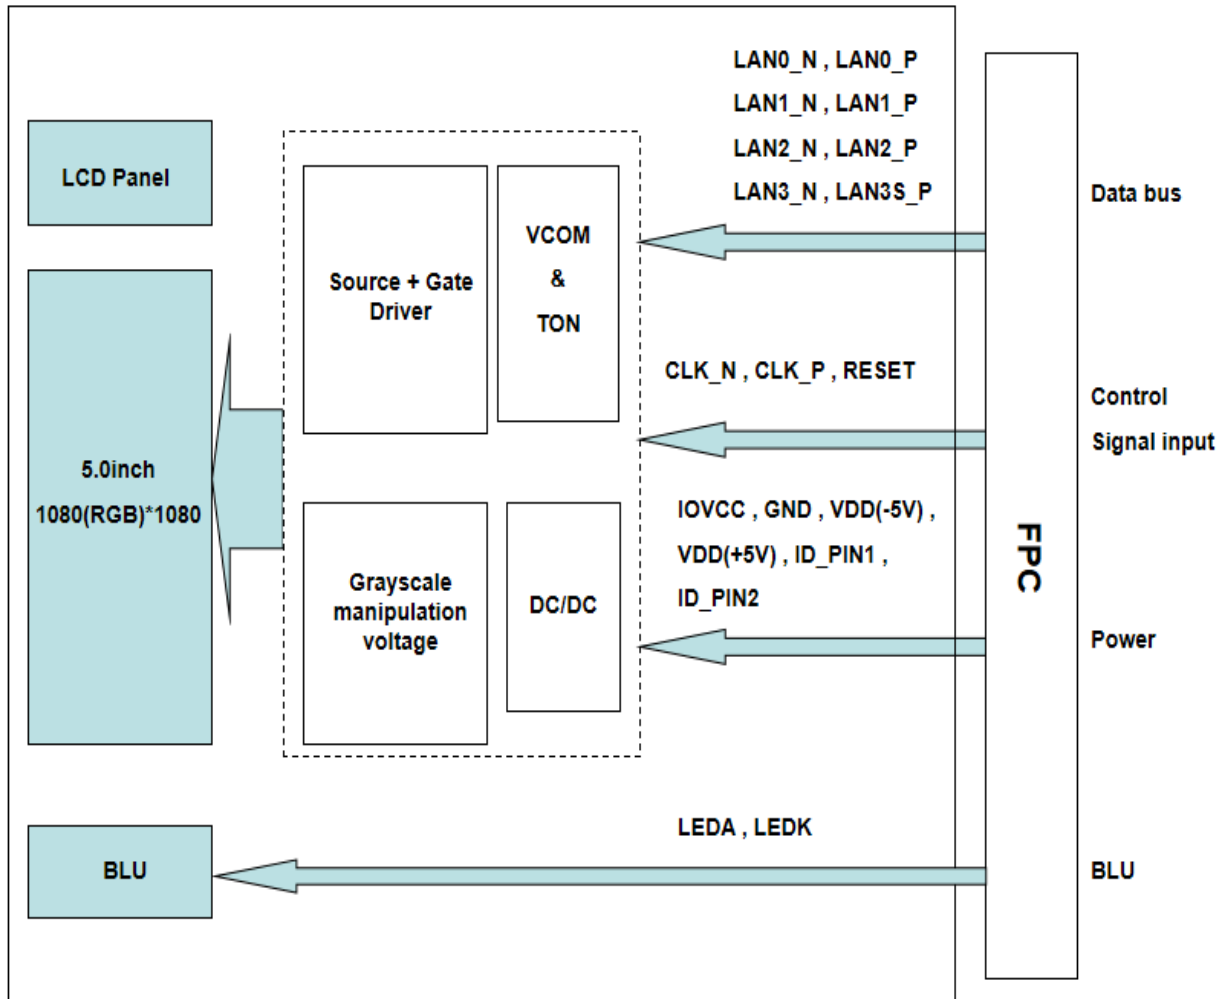 LAN0_N , LAN0_P
LAN1_N , LAN1_P
LAN2_N , LAN2_P
LAN3_N , LAN3S_P
Data bus
LCD Panel
Source + Gate
Driver
VCOM
&
TON
CLK_N , CLK_P , RESET
Control
Signal input
5.0inch
1080(RGB)*1080
IOVCC , GND , VDD(-5V) ,
VDD(+5V) , ID_PIN1 ,
ID_PIN2
FPC
Grayscale
manipulation
voltage
DC/DC
Power
LEDA , LEDK
BLU
BLU